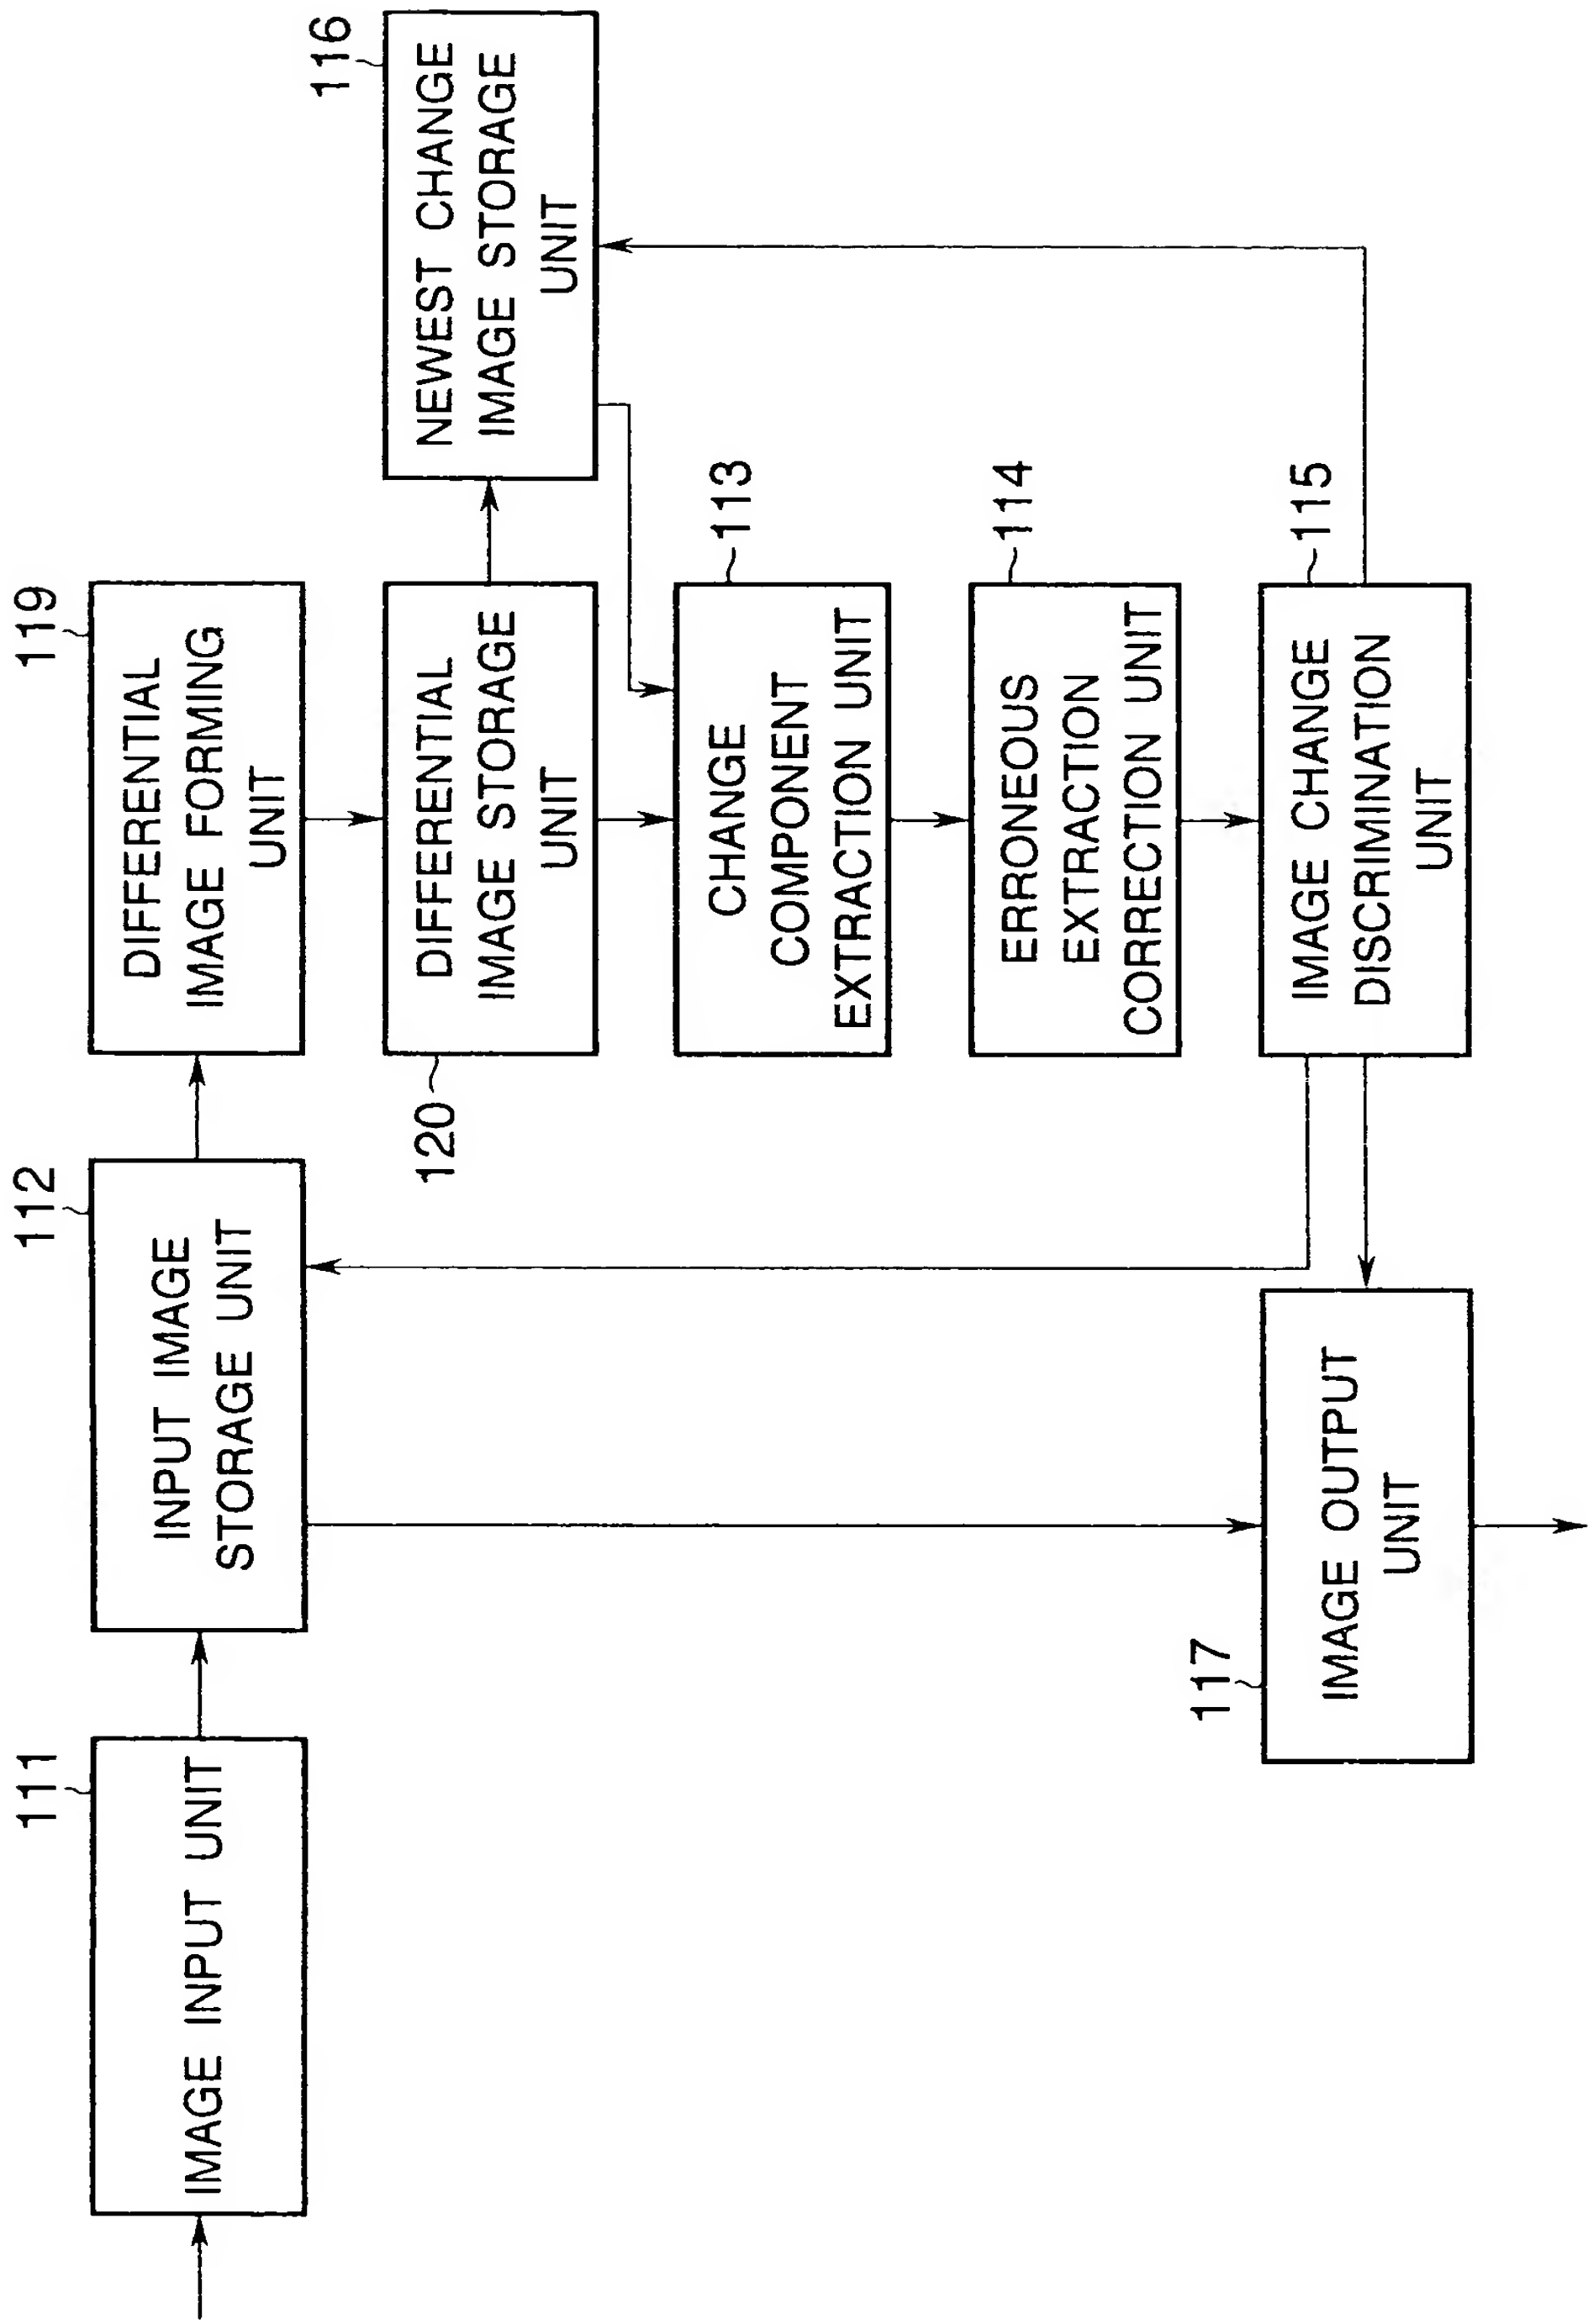 111
IMAGE INPUT UNIT
112
INPUT IMAGE
STORAGE UNIT
119
DIFFERENTIAL
IMAGE FORMING
UNIT
120
DIFFERENTIAL
IMAGE STORAGE
UNIT
116
NEWEST CHANGE
IMAGE STORAGE
UNIT
113
CHANGE
COMPONENT
EXTRACTION UNIT
114
ERRONEOUS
EXTRACTION
CORRECTION UNIT
115
IMAGE CHANGE
DISCRIMINATION
UNIT
117
IMAGE OUTPUT
UNIT